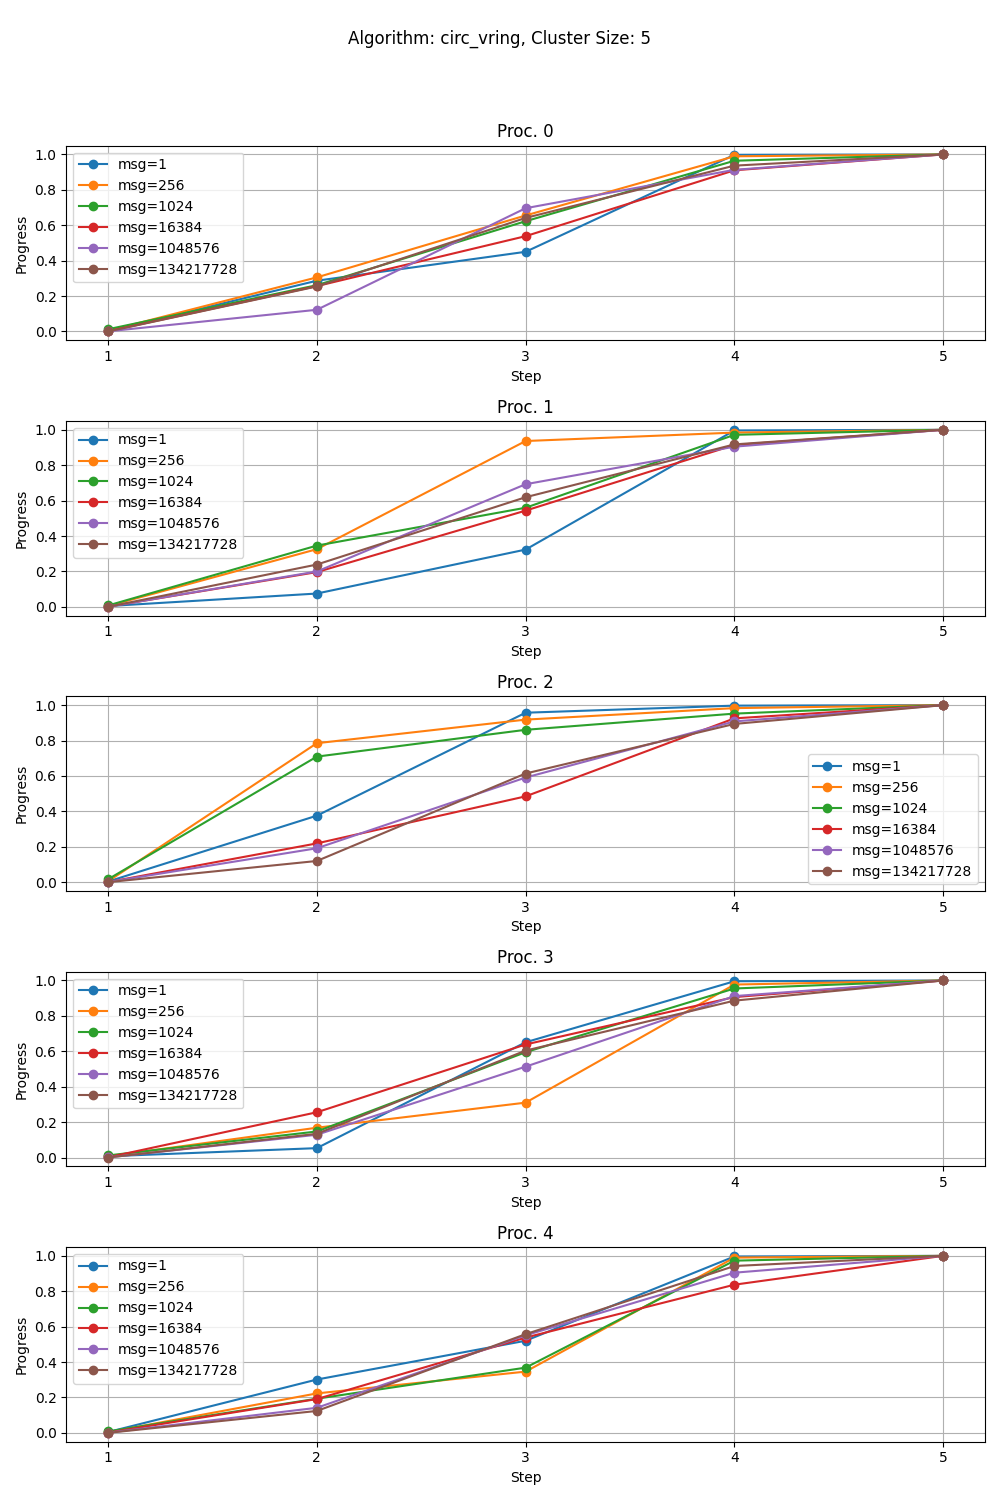 Algorithm: circ_vring, Cluster Size: 5
Proc. 0
Progress
1.0
0.8
0.6
0.4
0.2
0.0
msg=1
msg=256
msg=1024
msg=16384
msg=1048576
msg=134217728
1 2 3 4 5
Step
Proc. 1
Progress
1.0
0.8
0.6
0.4
0.2
0.0
msg=1
msg=256
msg=1024
msg=16384
msg=1048576
msg=134217728
1 2 3 4 5
Step
Proc. 2
Progress
1.0
0.8
0.6
0.4
0.2
0.0
msg=1
msg=256
msg=1024
msg=16384
msg=1048576
msg=134217728
1 2 3 4 5
Step
Proc. 3
Progress
1.0
0.8
0.6
0.4
0.2
0.0
msg=1
msg=256
msg=1024
msg=16384
msg=1048576
msg=134217728
1 2 3 4 5
Step
Proc. 4
Progress
1.0
0.8
0.6
0.4
0.2
0.0
msg=1
msg=256
msg=1024
msg=16384
msg=1048576
msg=134217728
1 2 3 4 5
Step